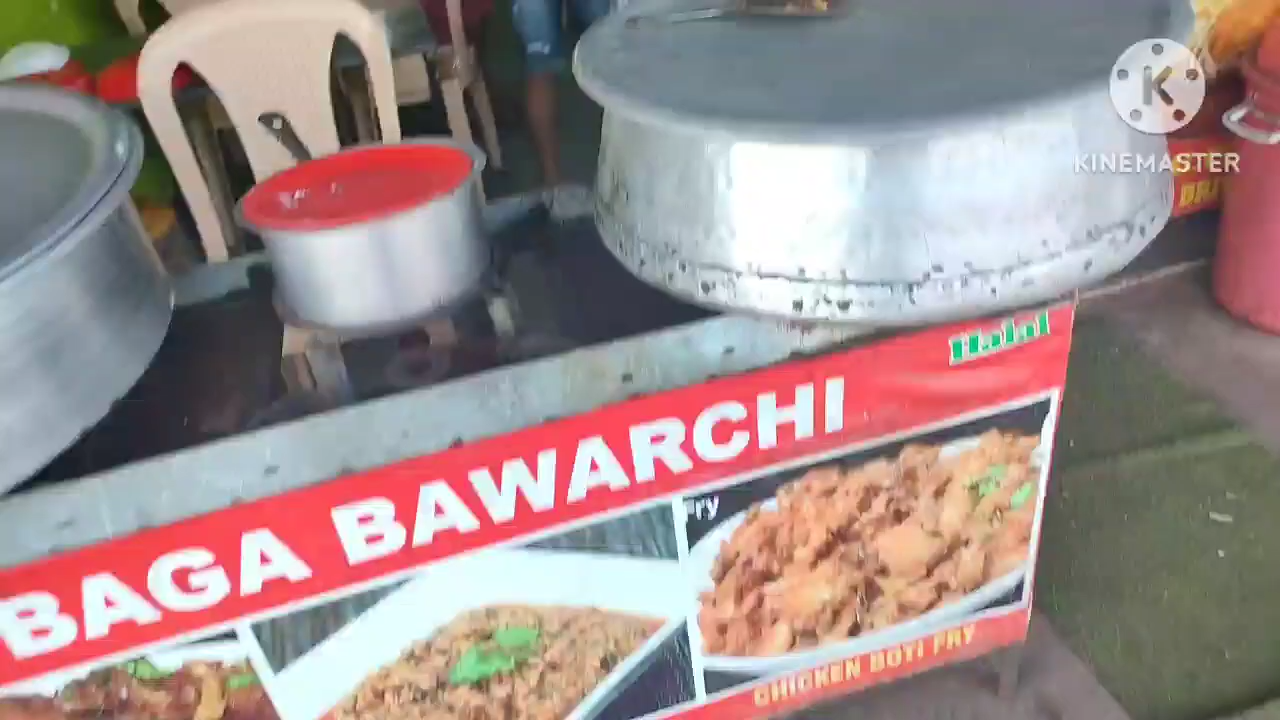 K
KINEMASTER
Halal
BAGA BAWARCHI
Fry
CHICKEN BOTI FRY